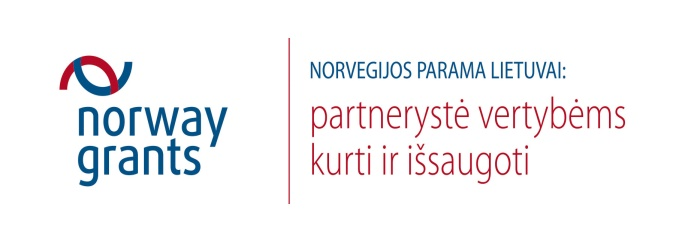 norway
grants
NORVEGIJOS PARAMA LIETUVAI:
partnerystė vertybėms
kurti ir išsaugoti